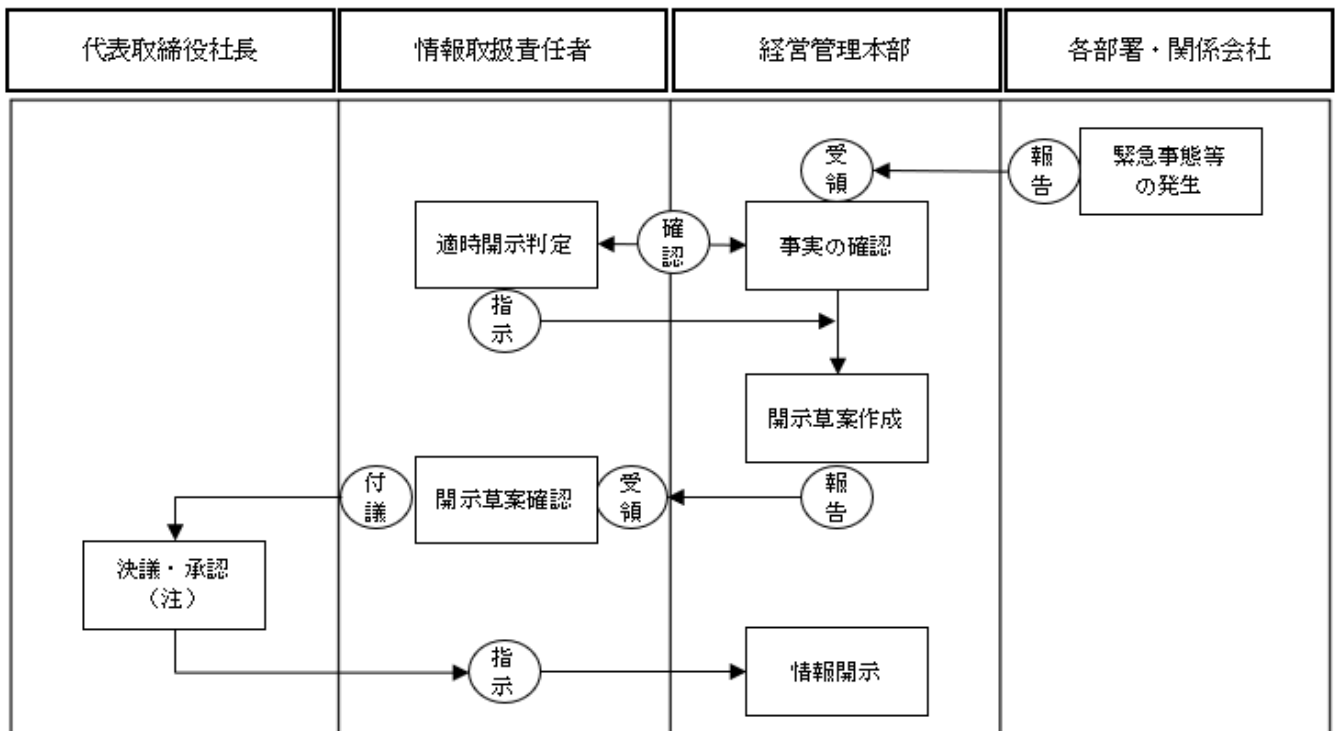 代表取締役社長
情報取扱責任者
経営管理本部
各部署・関係会社
受
領
報
告
緊急事態等
の発生
適時開示判定
確
認
事実の確認
指
示
開示草案作成
付
議
開示草案確認
受
領
報
告
決議・承認
（注）
指
示
情報開示